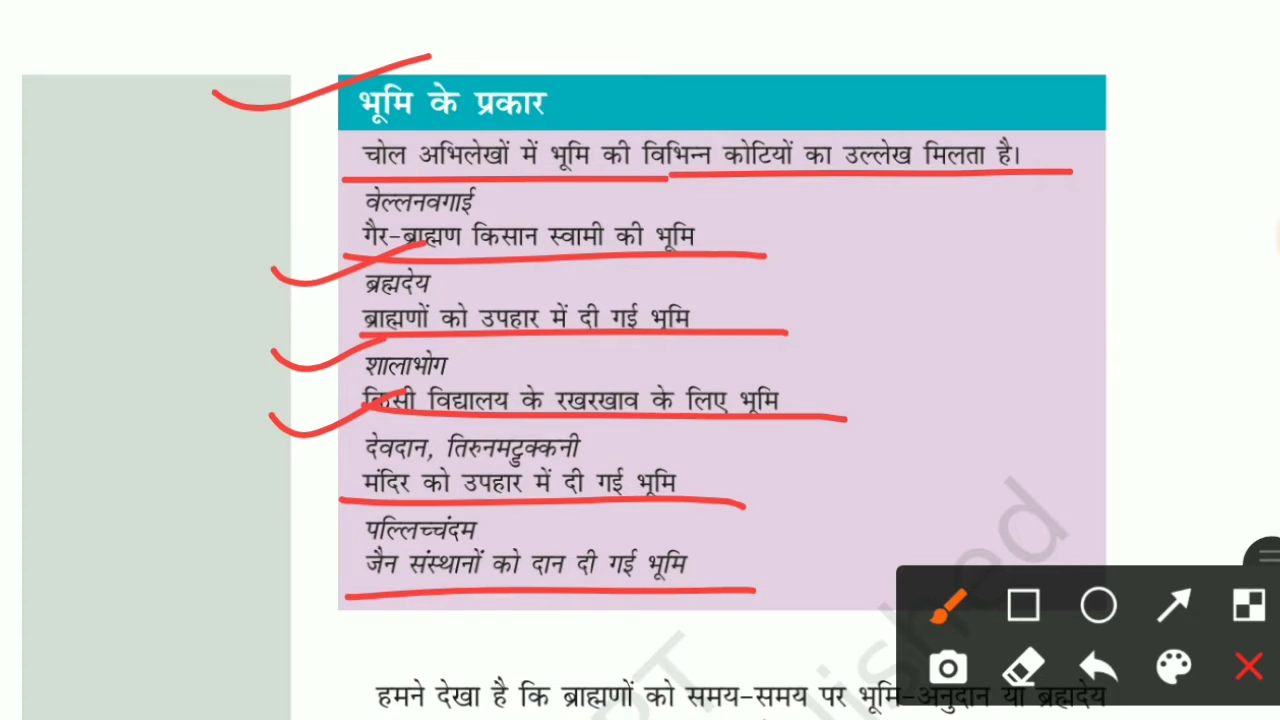 भूमि के प्रकार
चोल अभिलेखों में भूमि की विभिन्न कोटियों का उल्लेख मिलता है।
वेल्लनवगाई
गैर-ब्राह्मण किसान स्वामी की भूमि
ब्रह्मदेय
ब्राह्मणों को उपहार में दी गई भूमि
शालाभोग
किसी विद्यालय के रखरखाव के लिए भूमि
देवदान, तिरुनमट्टुक्कनी
मंदिर को उपहार में दी गई भूमि
पल्लिच्चंदम
जैन संस्थानों को दान दी गई भूमि
हमने देखा है कि ब्राह्मणों को समय-समय पर भूमि-अनुदान या ब्रह्मदेय